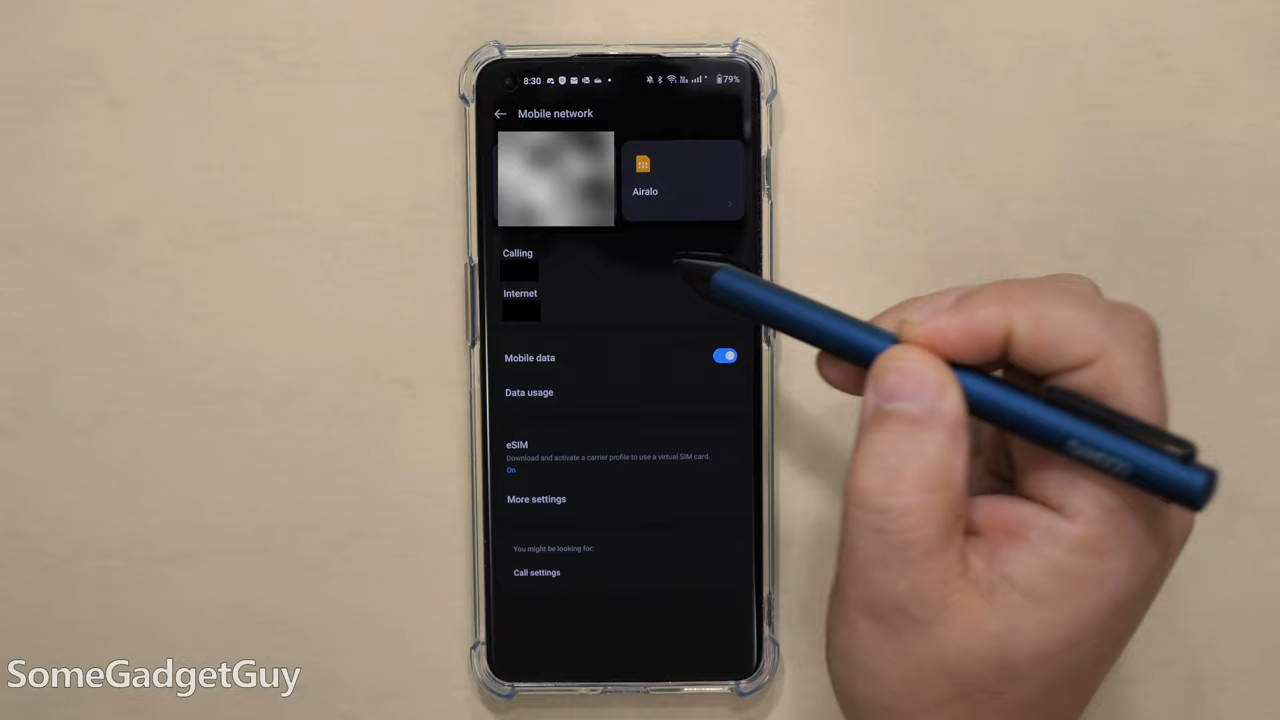 8:30
79%
Mobile network
Airalo
Calling
Internet
Mobile data
Data usage
eSIM
Download and activate a carrier profile to use a virtual SIM card.
On
More settings
You might be looking for:
Call settings
SomeGadgetGuy